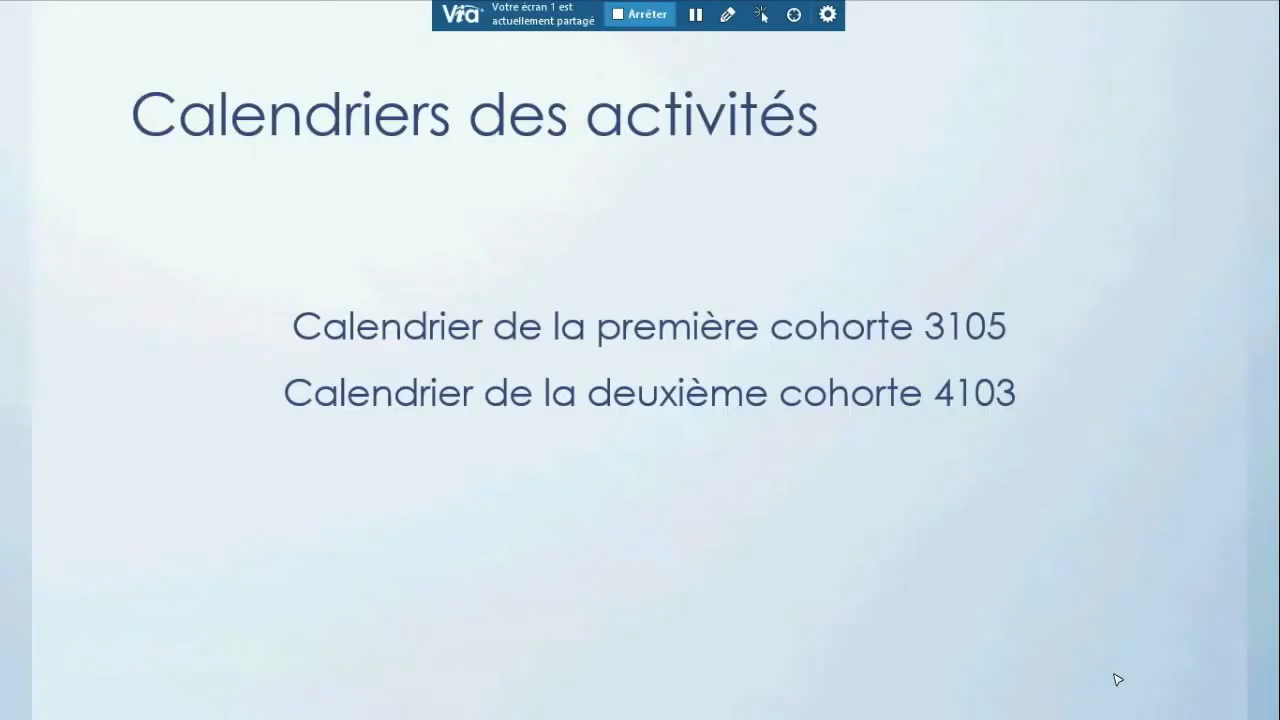 Via
Votre écran 1 est
actuellement partagé
Arrêter
Calendriers des activités
Calendrier de la première cohorte 3105
Calendrier de la deuxième cohorte 4103